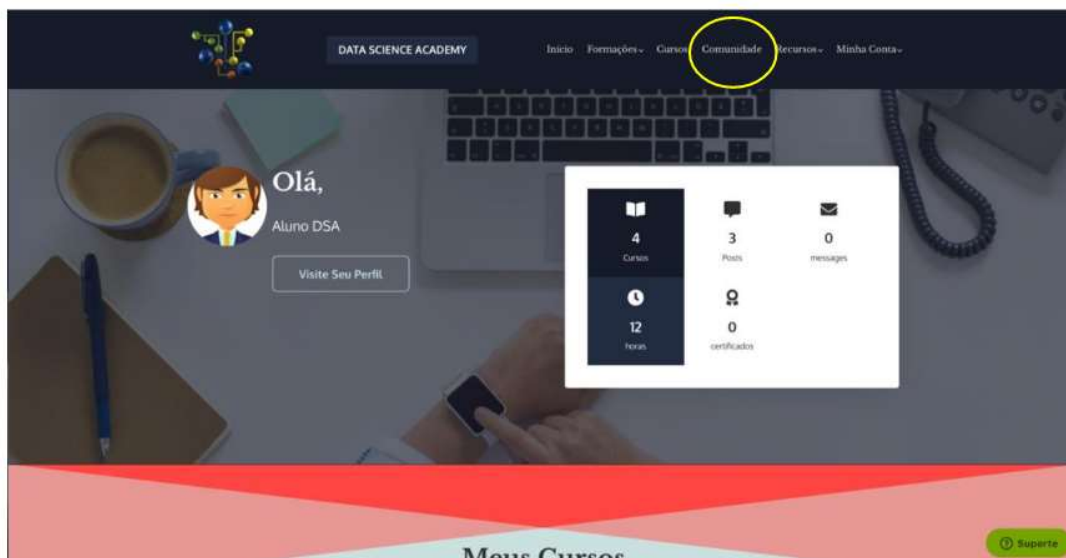 DATA SCIENCE ACADEMY
Início Formações Cursos Comunidade Recursos Minha Conta
Olá,
Aluno DSA
Visite Seu Perfil
4
Cursos
3
Posts
0
messages
12
horas
0
certificados
Meus Cursos
Suporte